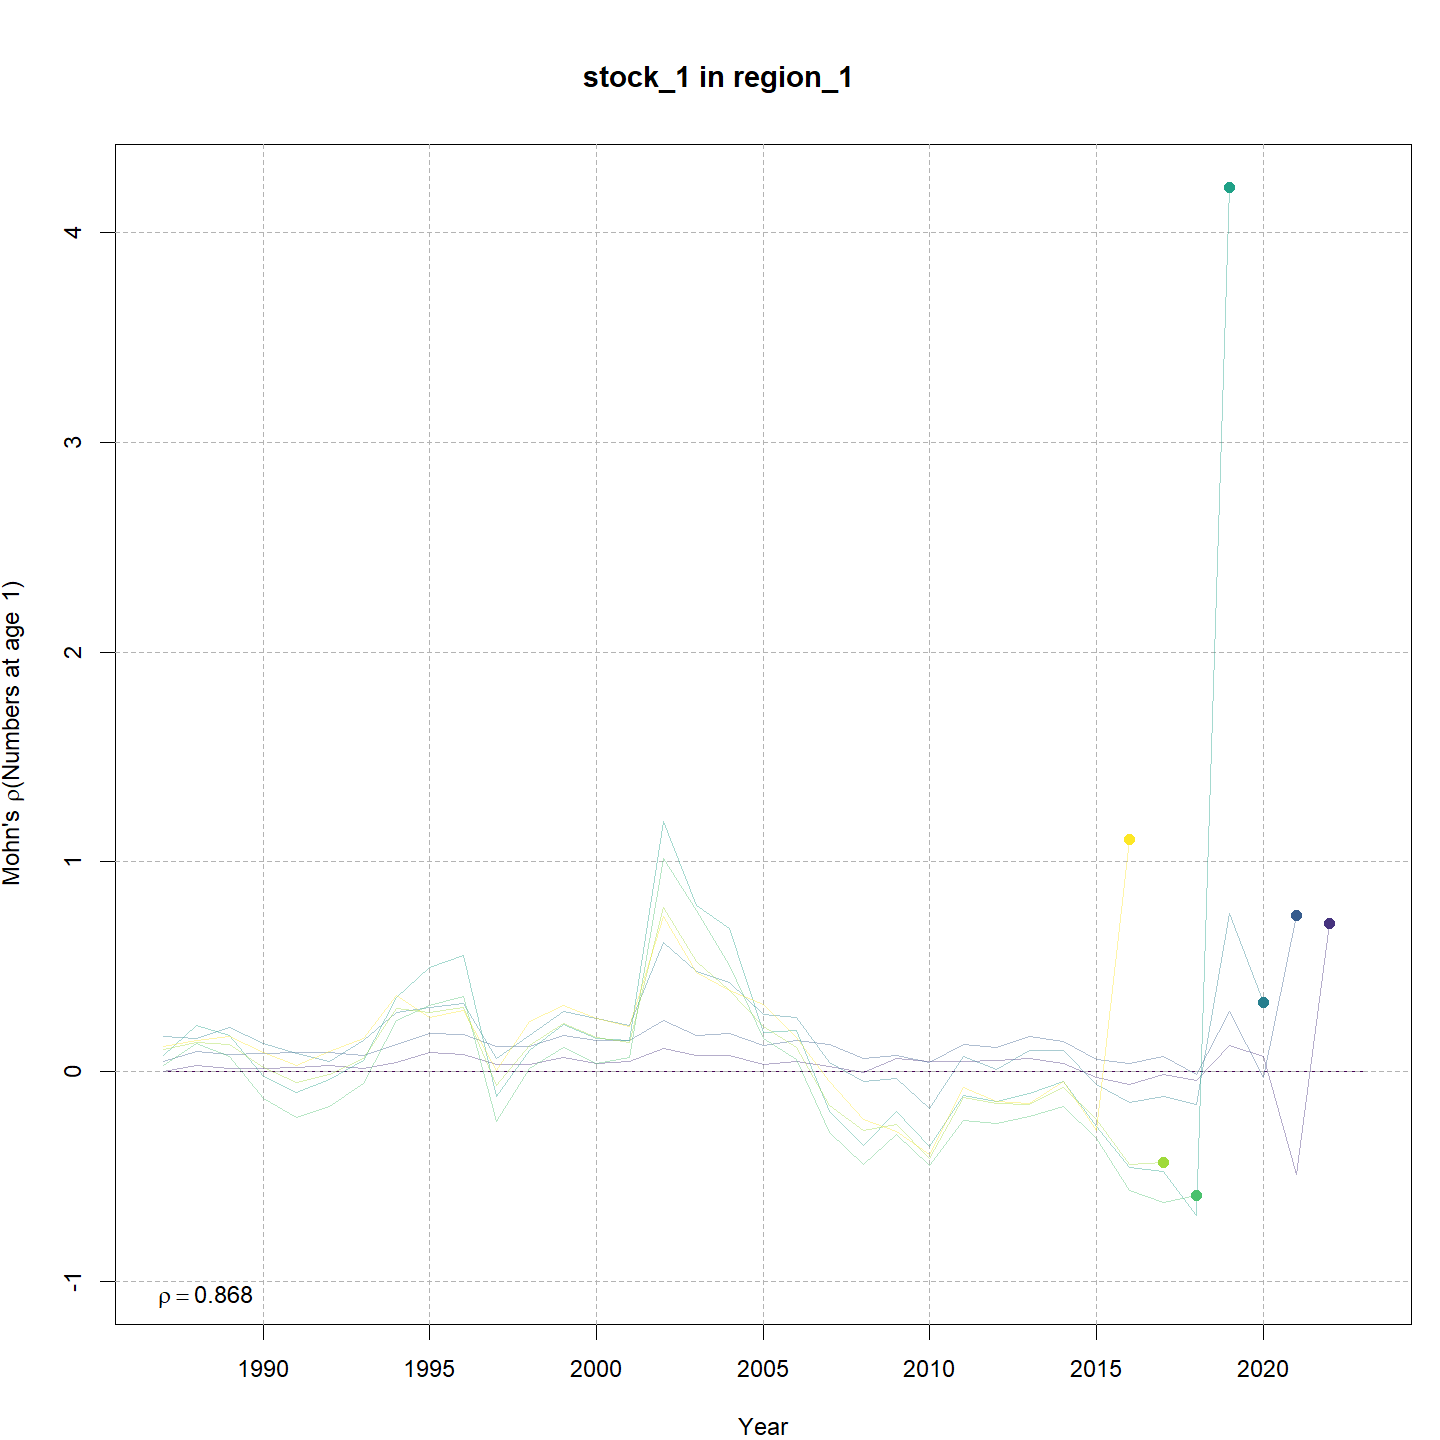 stock_1 in region_1
Mohn's ρ(Numbers at age 1)
4
3
2
1
0
-1
ρ = 0.868
1990 1995 2000 2005 2010 2015 2020
Year